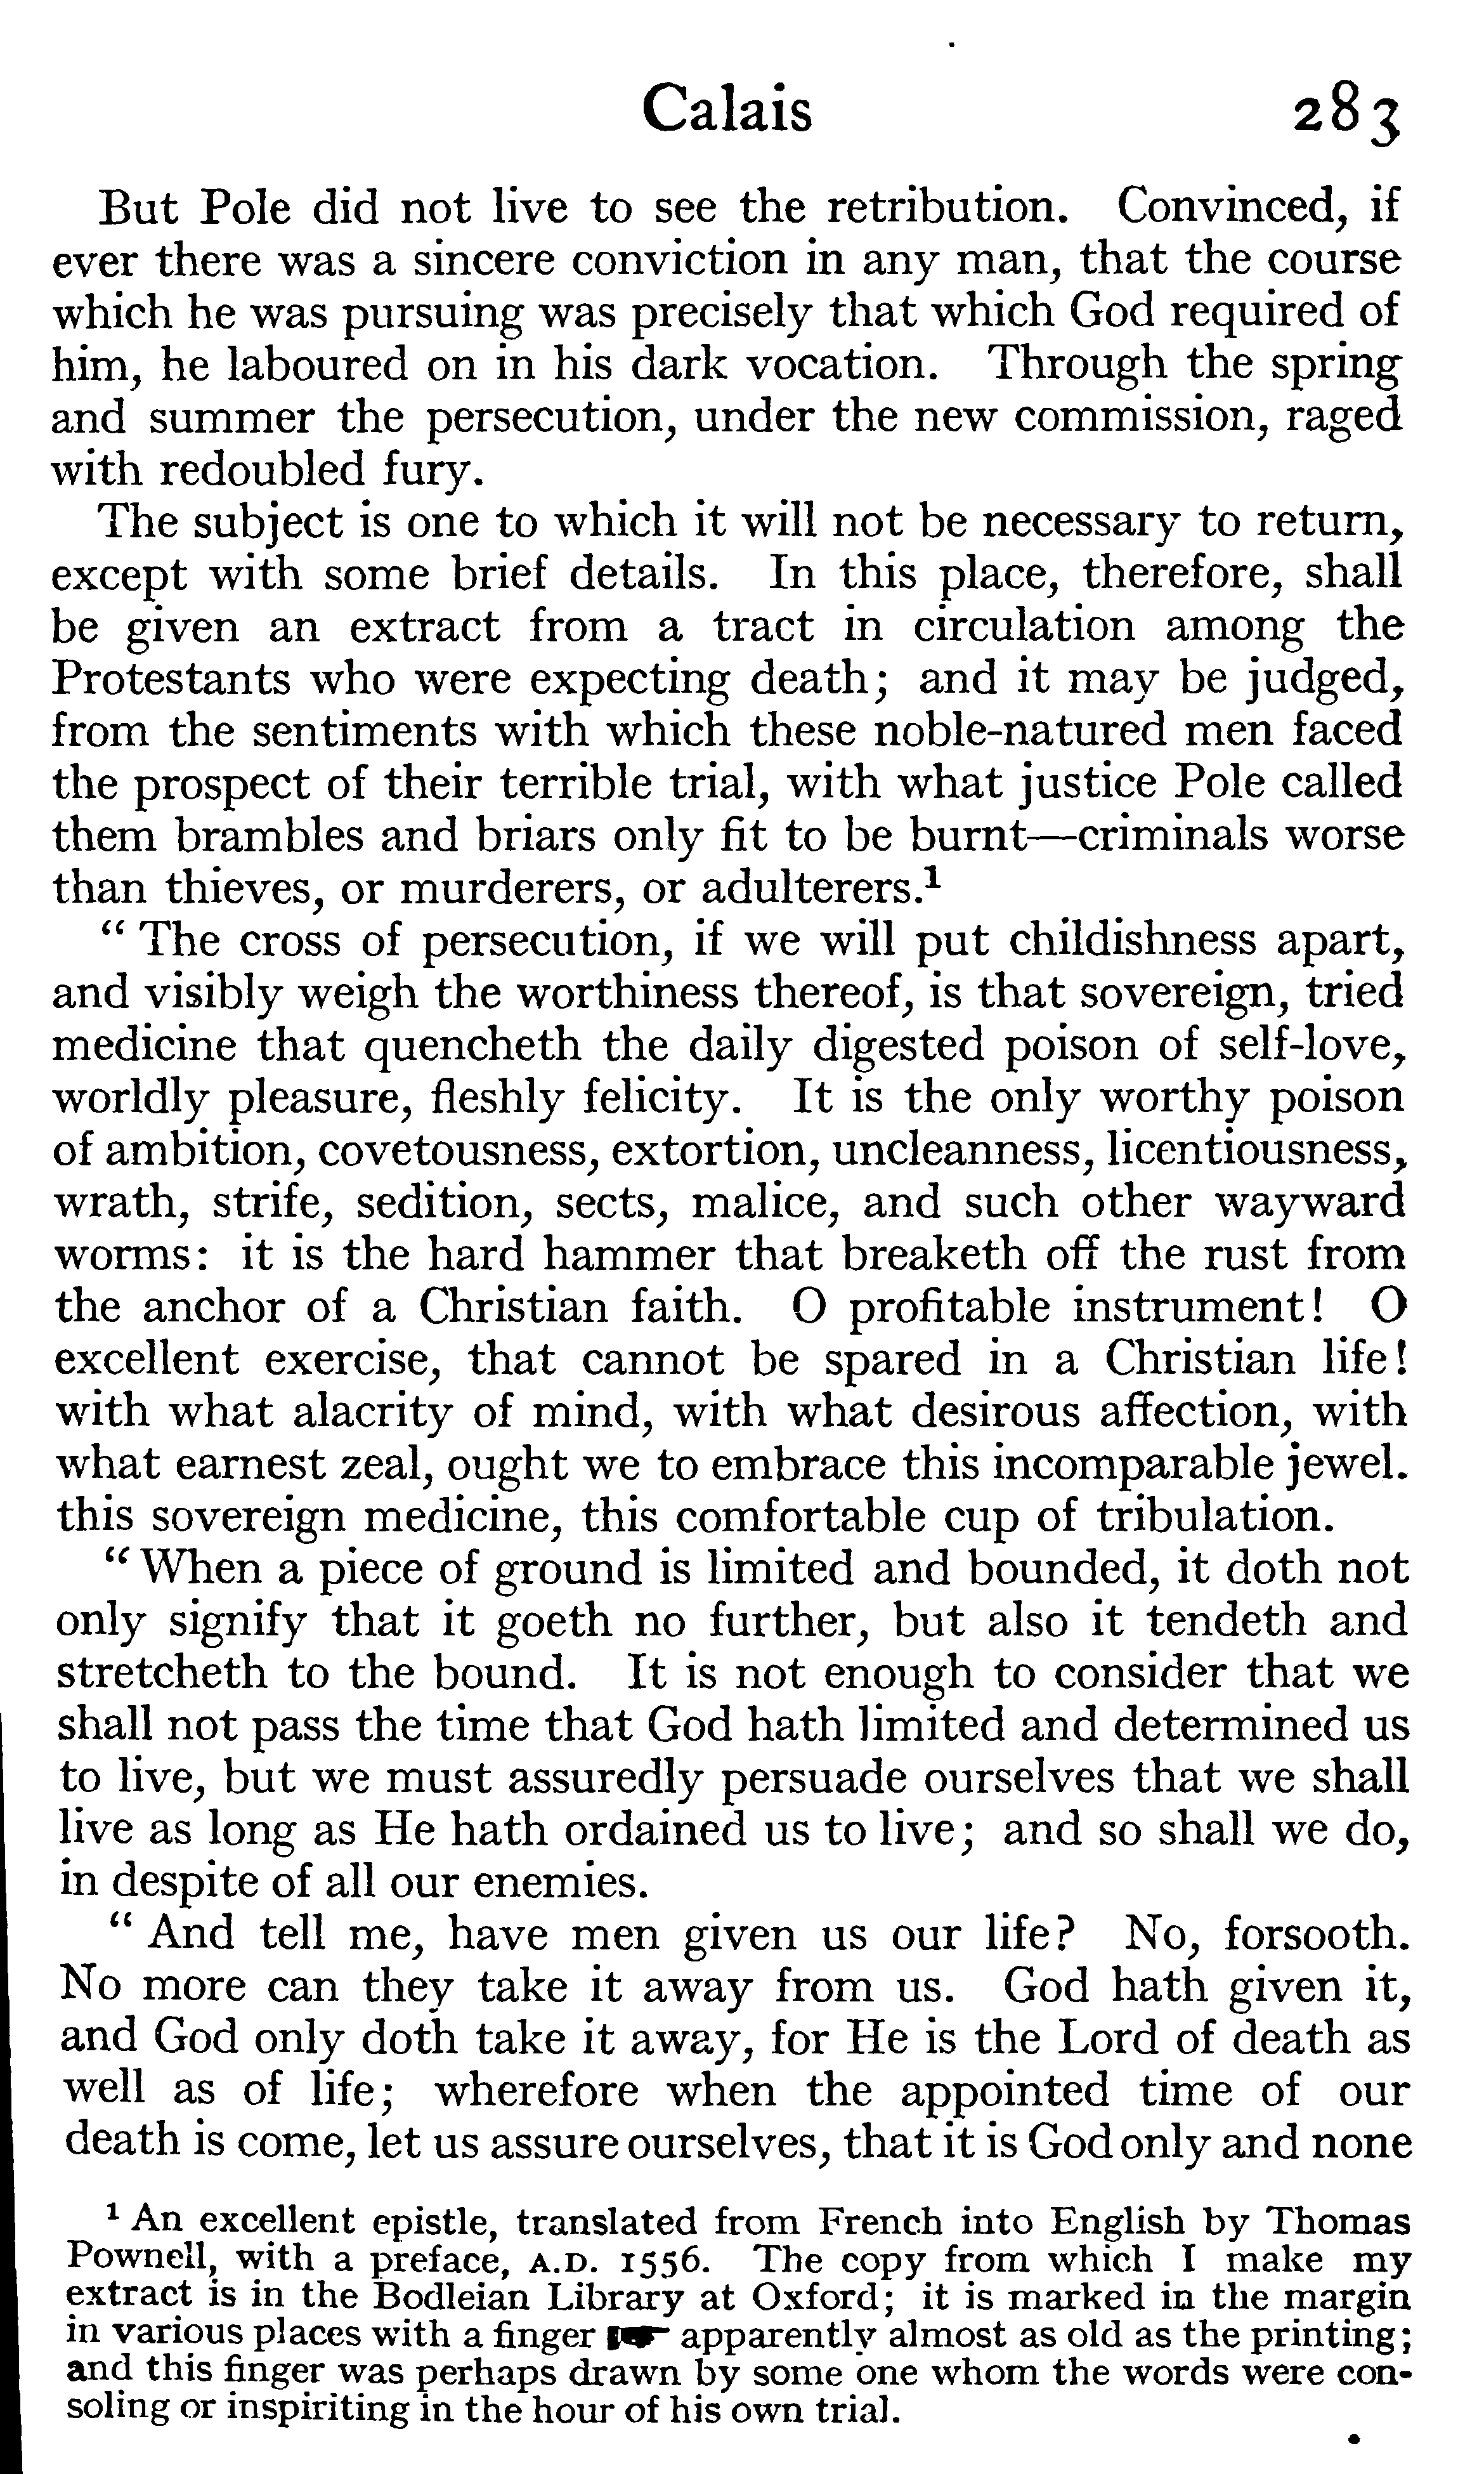 Calais 283
But Pole did not live to see the retribution. Convinced, if
ever there was a sincere conviction in any man, that the course
which he was pursuing was precisely that which God required of
him, he laboured on in his dark vocation. Through the spring
and summer the persecution, under the new commission, raged
with redoubled fury.
The subject is one to which it will not be necessary to return,
except with some brief details. In this place, therefore, shall
be given an extract from a tract in circulation among the
Protestants who were expecting death; and it may be judged,
from the sentiments with which these noble-natured men faced
the prospect of their terrible trial, with what justice Pole called
them brambles and briars only fit to be burnt—criminals worse
than thieves, or murderers, or adulterers.¹
“ The cross of persecution, if we will put childishness apart,
and visibly weigh the worthiness thereof, is that sovereign, tried
medicine that quencheth the daily digested poison of self-love,
worldly pleasure, fleshly felicity. It is the only worthy poison
of ambition, covetousness, extortion, uncleanness, licentiousness,
wrath, strife, sedition, sects, malice, and such other wayward
worms: it is the hard hammer that breaketh off the rust from
the anchor of a Christian faith. O profitable instrument! O
excellent exercise, that cannot be spared in a Christian life!
with what alacrity of mind, with what desirous affection, with
what earnest zeal, ought we to embrace this incomparable jewel.
this sovereign medicine, this comfortable cup of tribulation.
“ When a piece of ground is limited and bounded, it doth not
only signify that it goeth no further, but also it tendeth and
stretcheth to the bound. It is not enough to consider that we
shall not pass the time that God hath limited and determined us
to live, but we must assuredly persuade ourselves that we shall
live as long as He hath ordained us to live; and so shall we do,
in despite of all our enemies.
“ And tell me, have men given us our life? No, forsooth.
No more can they take it away from us. God hath given it,
and God only doth take it away, for He is the Lord of death as
well as of life; wherefore when the appointed time of our
death is come, let us assure ourselves, that it is God only and none
¹ An excellent epistle, translated from French into English by Thomas
Pownell, with a preface, A.D. 1556. The copy from which I make my
extract is in the Bodleian Library at Oxford; it is marked in the margin
in various places with a finger ☛ apparently almost as old as the printing;
and this finger was perhaps drawn by some one whom the words were con-
soling or inspiriting in the hour of his own trial.